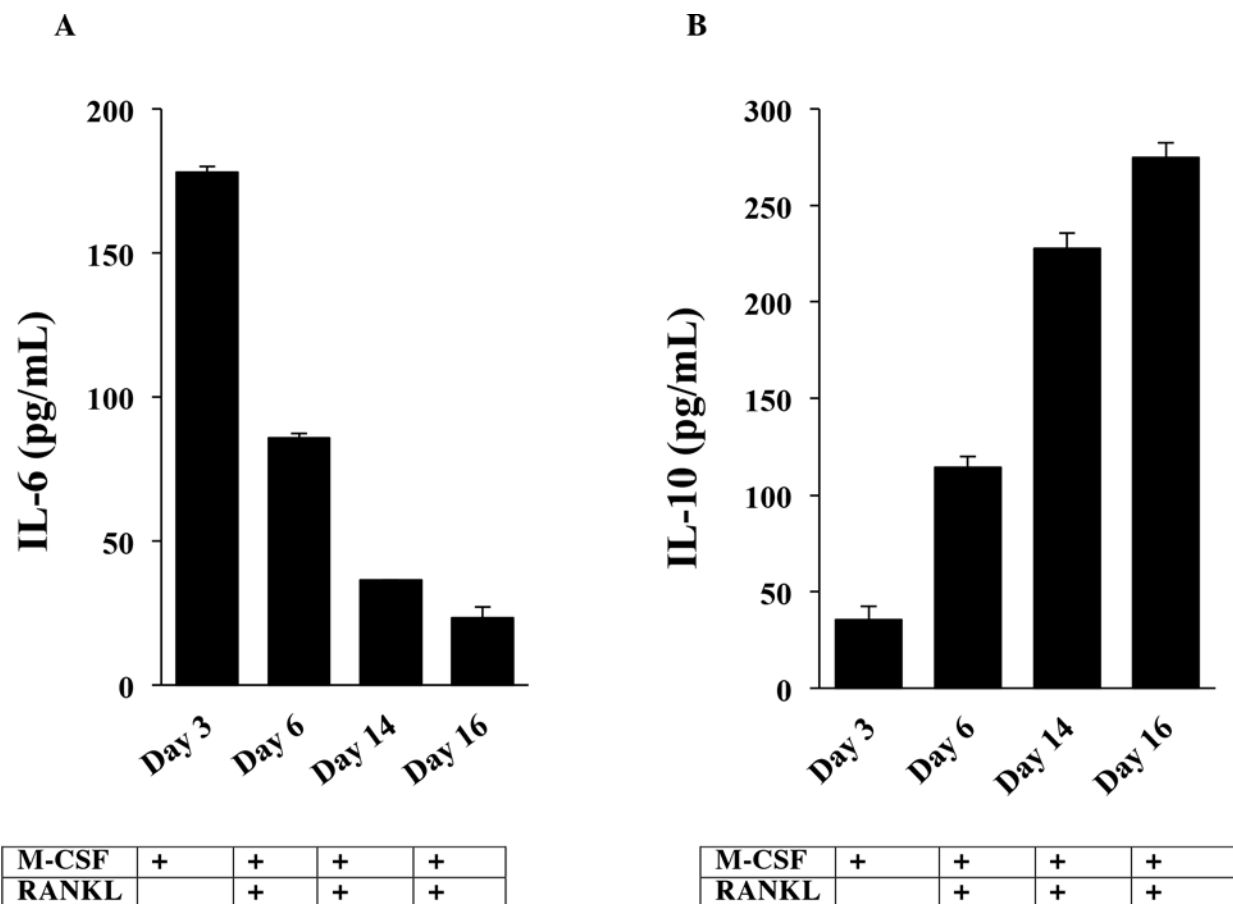 A
200
150
100
50
0
IL-6 (pg/mL)
Day 3
Day 6
Day 14
Day 16
M-CSF + + + +
RANKL + + +
B
300
250
200
150
100
50
0
IL-10 (pg/mL)
Day 3
Day 6
Day 14
Day 16
M-CSF + + + +
RANKL + + +